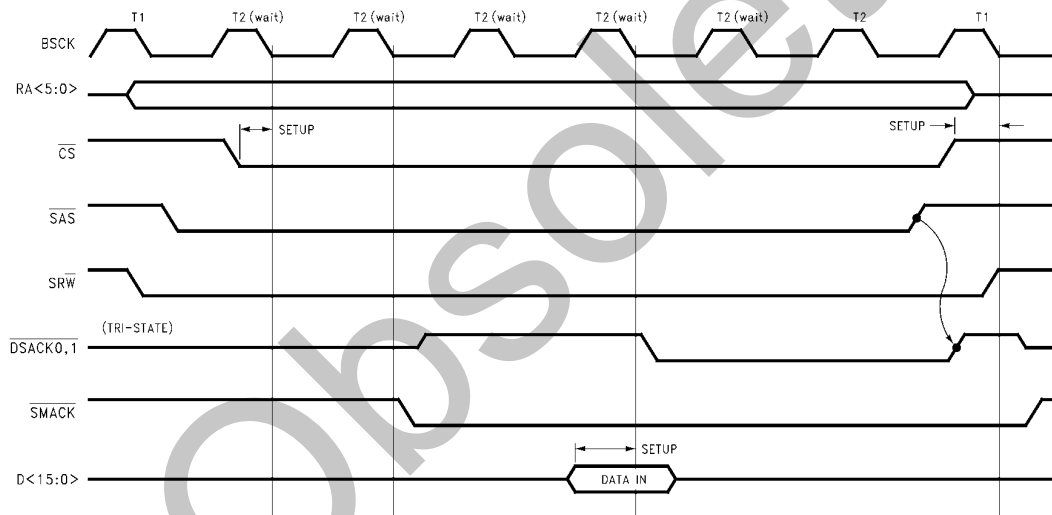 T1 T2 (wait) T2 (wait) T2 (wait) T2 (wait) T2 (wait) T2 T1
BSCK
RA<5:0>
SETUP SETUP
CS
SAS
SRW
(TRI-STATE)
DSACK0,1
SMACK
SETUP
D<15:0> DATA IN
Obsolete